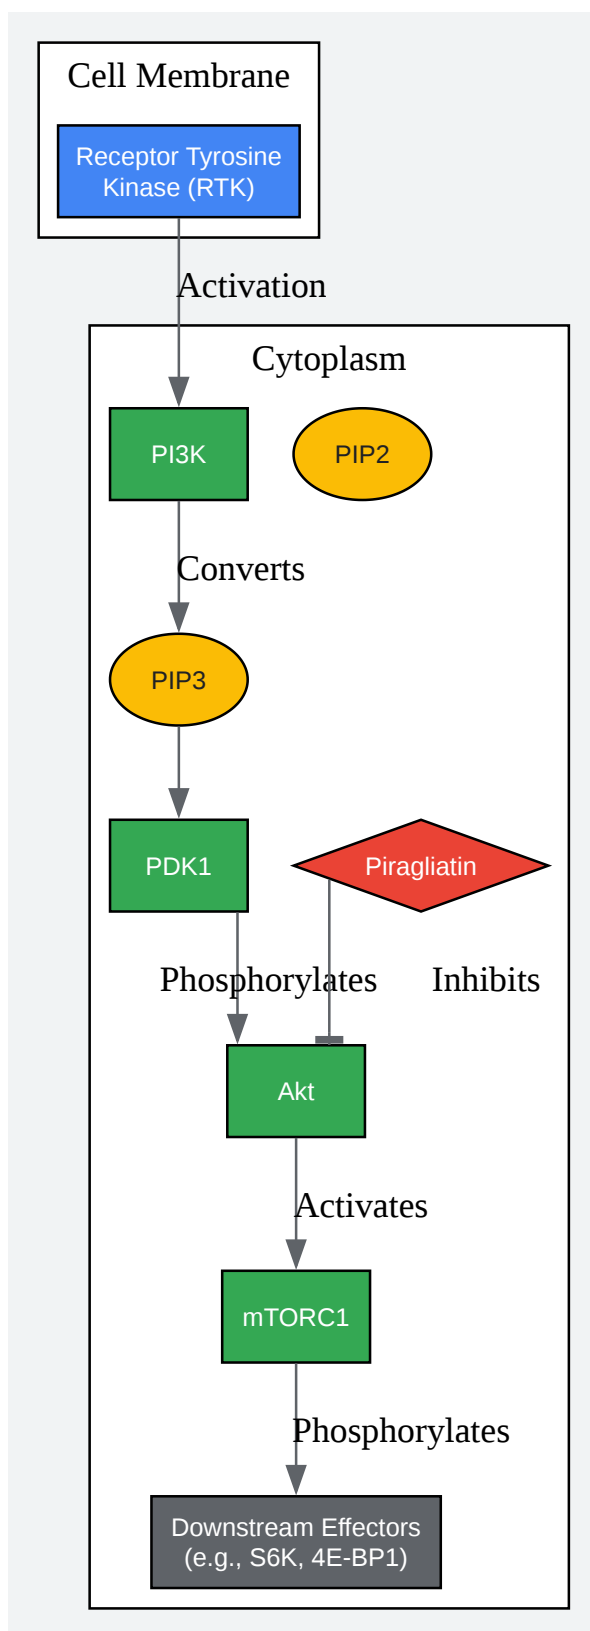 Cell Membrane
Receptor Tyrosine
Kinase (RTK)
Activation
Cytoplasm
PI3K
PIP2
Converts
PIP3
PDK1
Piragliatin
Phosphorylates
Inhibits
Akt
Activates
mTORC1
Phosphorylates
Downstream Effectors
(e.g., S6K, 4E-BP1)